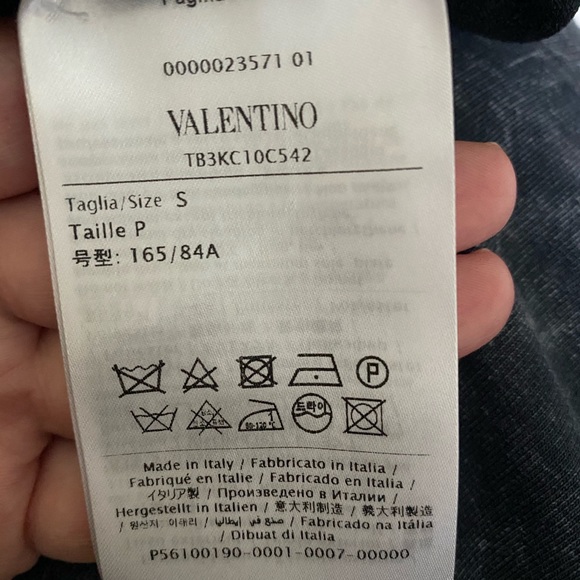 0000023571 01
VALENTINO
TB3KC10C542
Taglia/Size S
Taille P
号型: 165/84A
P
드라이
80-120 °C
Made in Italy / Fabbricato in Italia /
Fabriqué en Italie / Fabricado en Italia /
イタリア製 / Произведено в Италии /
Hergestellt in Italien / 意大利制造 / 義大利製造
/ 원산지: 이태리 / صنع في إيطاليا / Fabricado na Itália
/ Dibuat di Italia
P56100190-0001-0007-00000